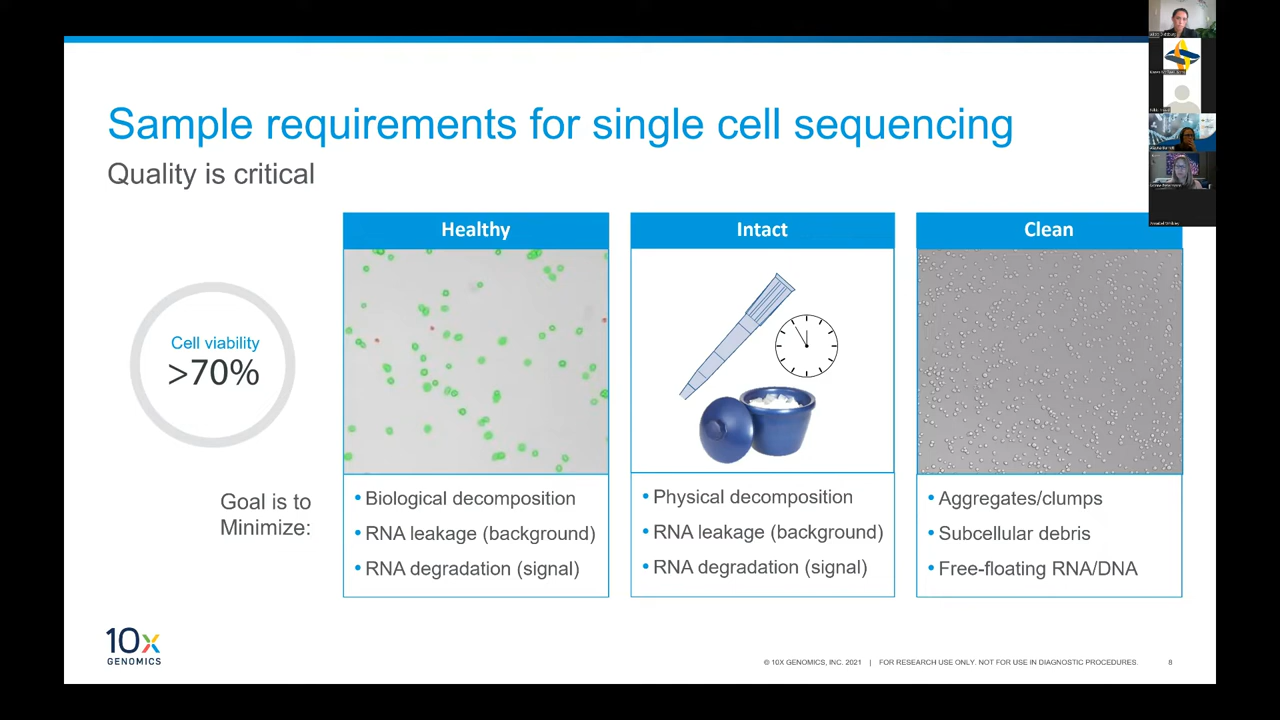 Sample requirements for single cell sequencing
Quality is critical
Healthy
Intact
Clean
Cell viability
>70%
Goal is to
Minimize:
• Biological decomposition
• RNA leakage (background)
• RNA degradation (signal)
• Physical decomposition
• RNA leakage (background)
• RNA degradation (signal)
• Aggregates/clumps
• Subcellular debris
• Free-floating RNA/DNA
10x
GENOMICS
© 10X GENOMICS, INC. 2021 | FOR RESEARCH USE ONLY. NOT FOR USE IN DIAGNOSTIC PROCEDURES.
8